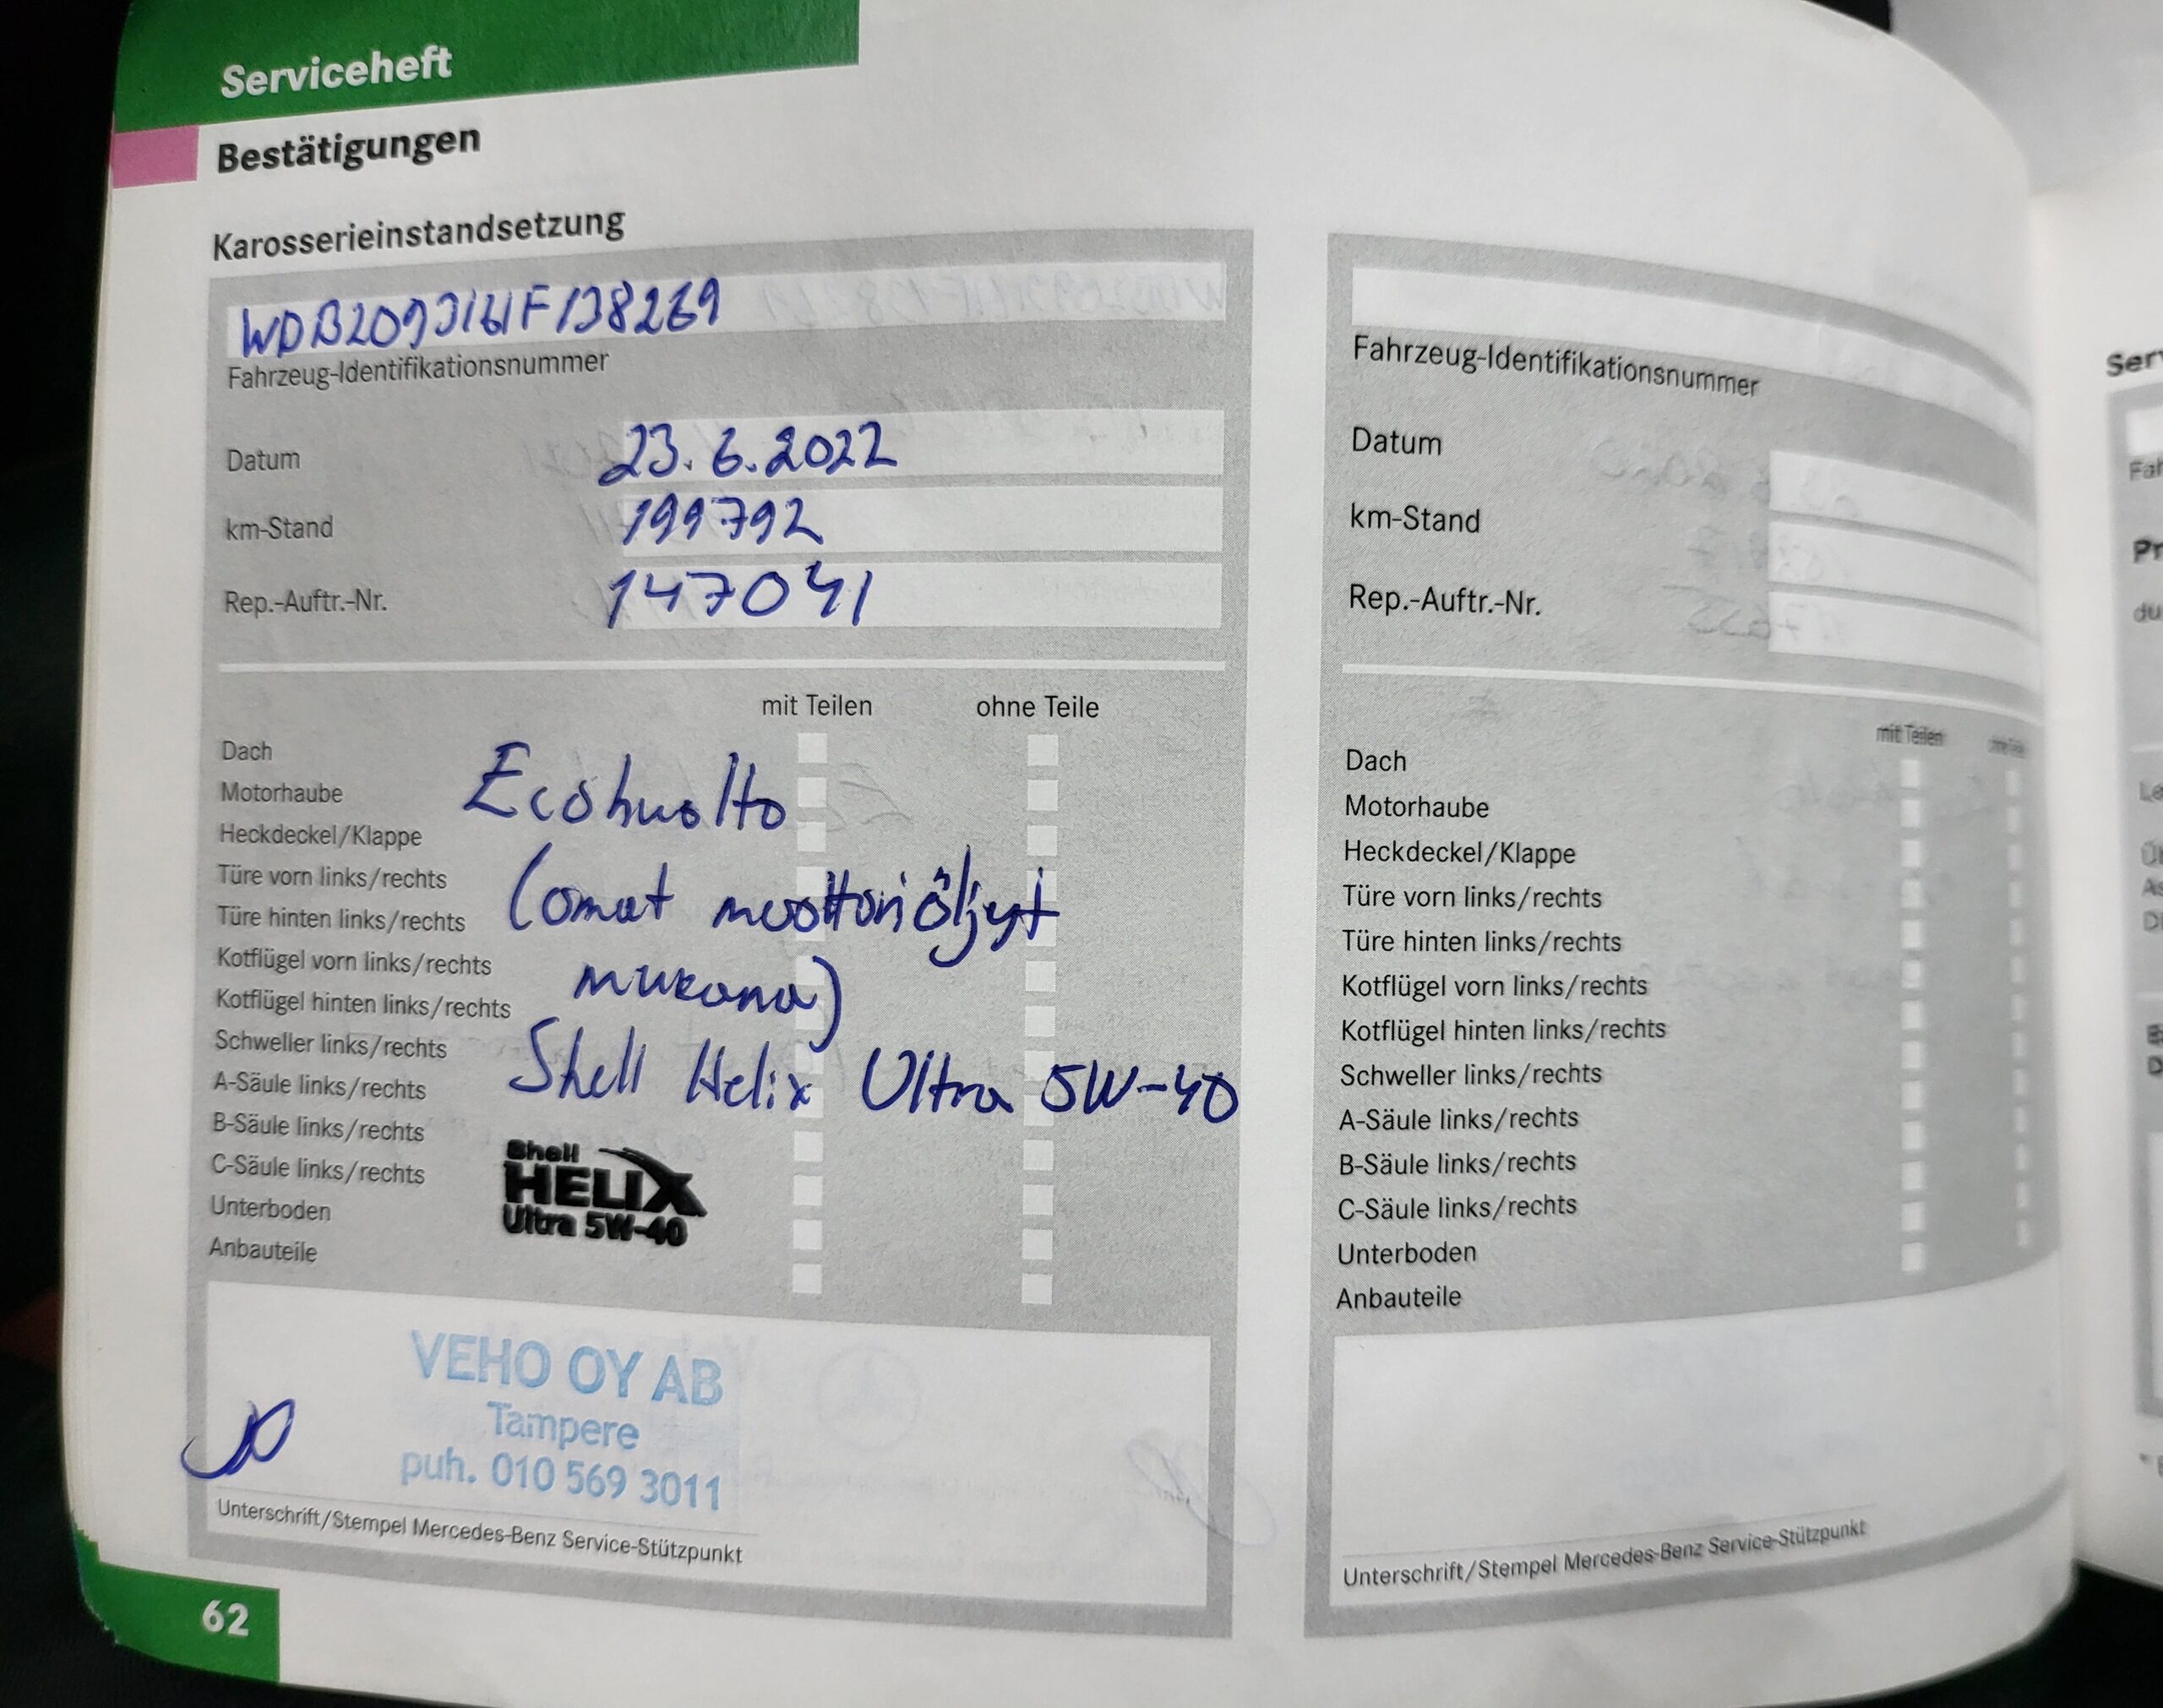 Serviceheft
Bestätigungen
Karosserieinstandsetzung
WDB2093161F138269
Fahrzeug-Identifikationsnummer
Datum 23.6.2022
km-Stand 199792
Rep.-Auftr.-Nr. 147041
mit Teilen ohne Teile
Dach
Motorhaube
Heckdeckel/Klappe
Türe vorn links/rechts
Türe hinten links/rechts
Kotflügel vorn links/rechts
Kotflügel hinten links/rechts
Schweller links/rechts
A-Säule links/rechts
B-Säule links/rechts
C-Säule links/rechts
Unterboden
Anbauteile
Ecohuolto
(omat moottoriöljyt
mukana)
Shell Helix Ultra 5W-40
Shell
HELIX
Ultra 5W-40
VEHO OY AB
Tampere
puh. 010 569 3011
Unterschrift/Stempel Mercedes-Benz Service-Stützpunkt
62
Fahrzeug-Identifikationsnummer
Datum
km-Stand
Rep.-Auftr.-Nr.
mit Teilen
Dach
Motorhaube
Heckdeckel/Klappe
Türe vorn links/rechts
Türe hinten links/rechts
Kotflügel vorn links/rechts
Kotflügel hinten links/rechts
Schweller links/rechts
A-Säule links/rechts
B-Säule links/rechts
C-Säule links/rechts
Unterboden
Anbauteile
Unterschrift/Stempel Mercedes-Benz Service-Stützpunkt